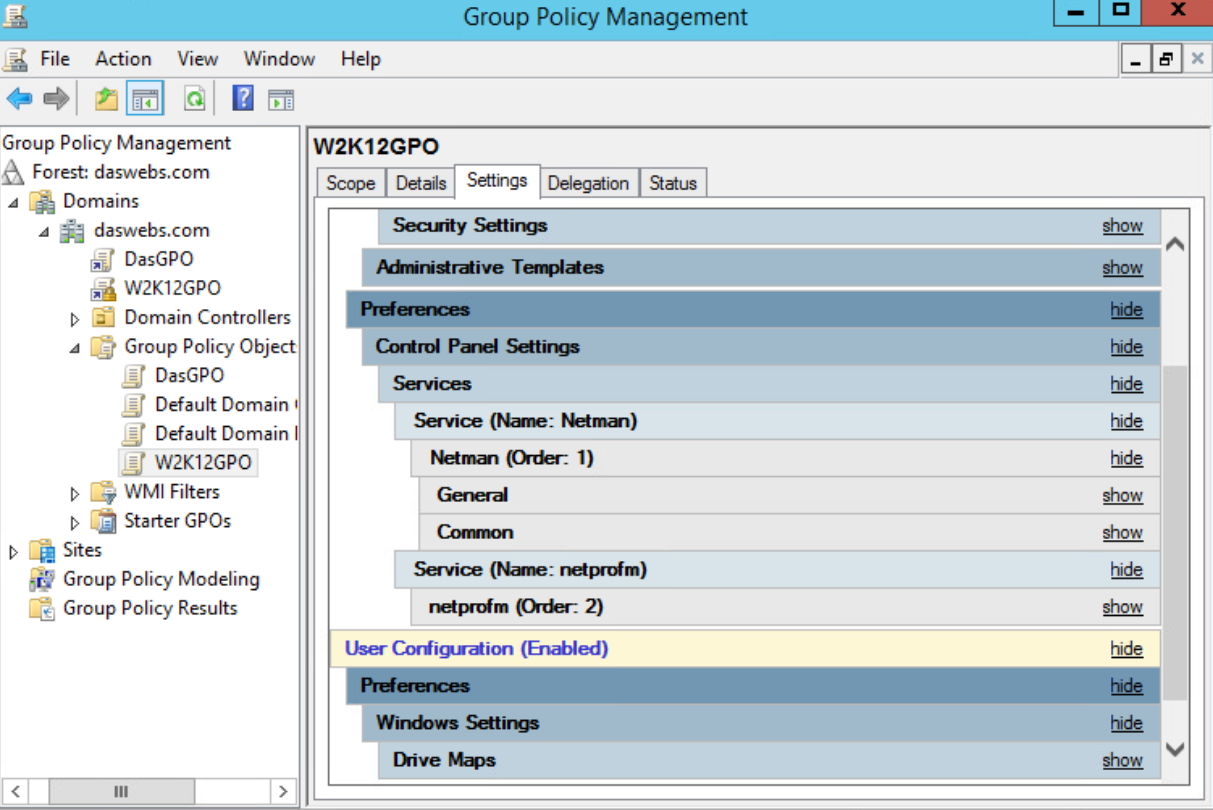 Group Policy Management
File Action View Window Help
Group Policy Management
Forest: daswebs.com
Domains
daswebs.com
DasGPO
W2K12GPO
Domain Controllers
Group Policy Object
DasGPO
Default Domain
Default Domain
W2K12GPO
WMI Filters
Starter GPOs
Sites
Group Policy Modeling
Group Policy Results
W2K12GPO
Scope Details Settings Delegation Status
Security Settings show
Administrative Templates show
Preferences hide
Control Panel Settings hide
Services hide
Service (Name: Netman) hide
Netman (Order: 1) hide
General show
Common show
Service (Name: netprofm) hide
netprofm (Order: 2) show
User Configuration (Enabled) hide
Preferences hide
Windows Settings hide
Drive Maps show